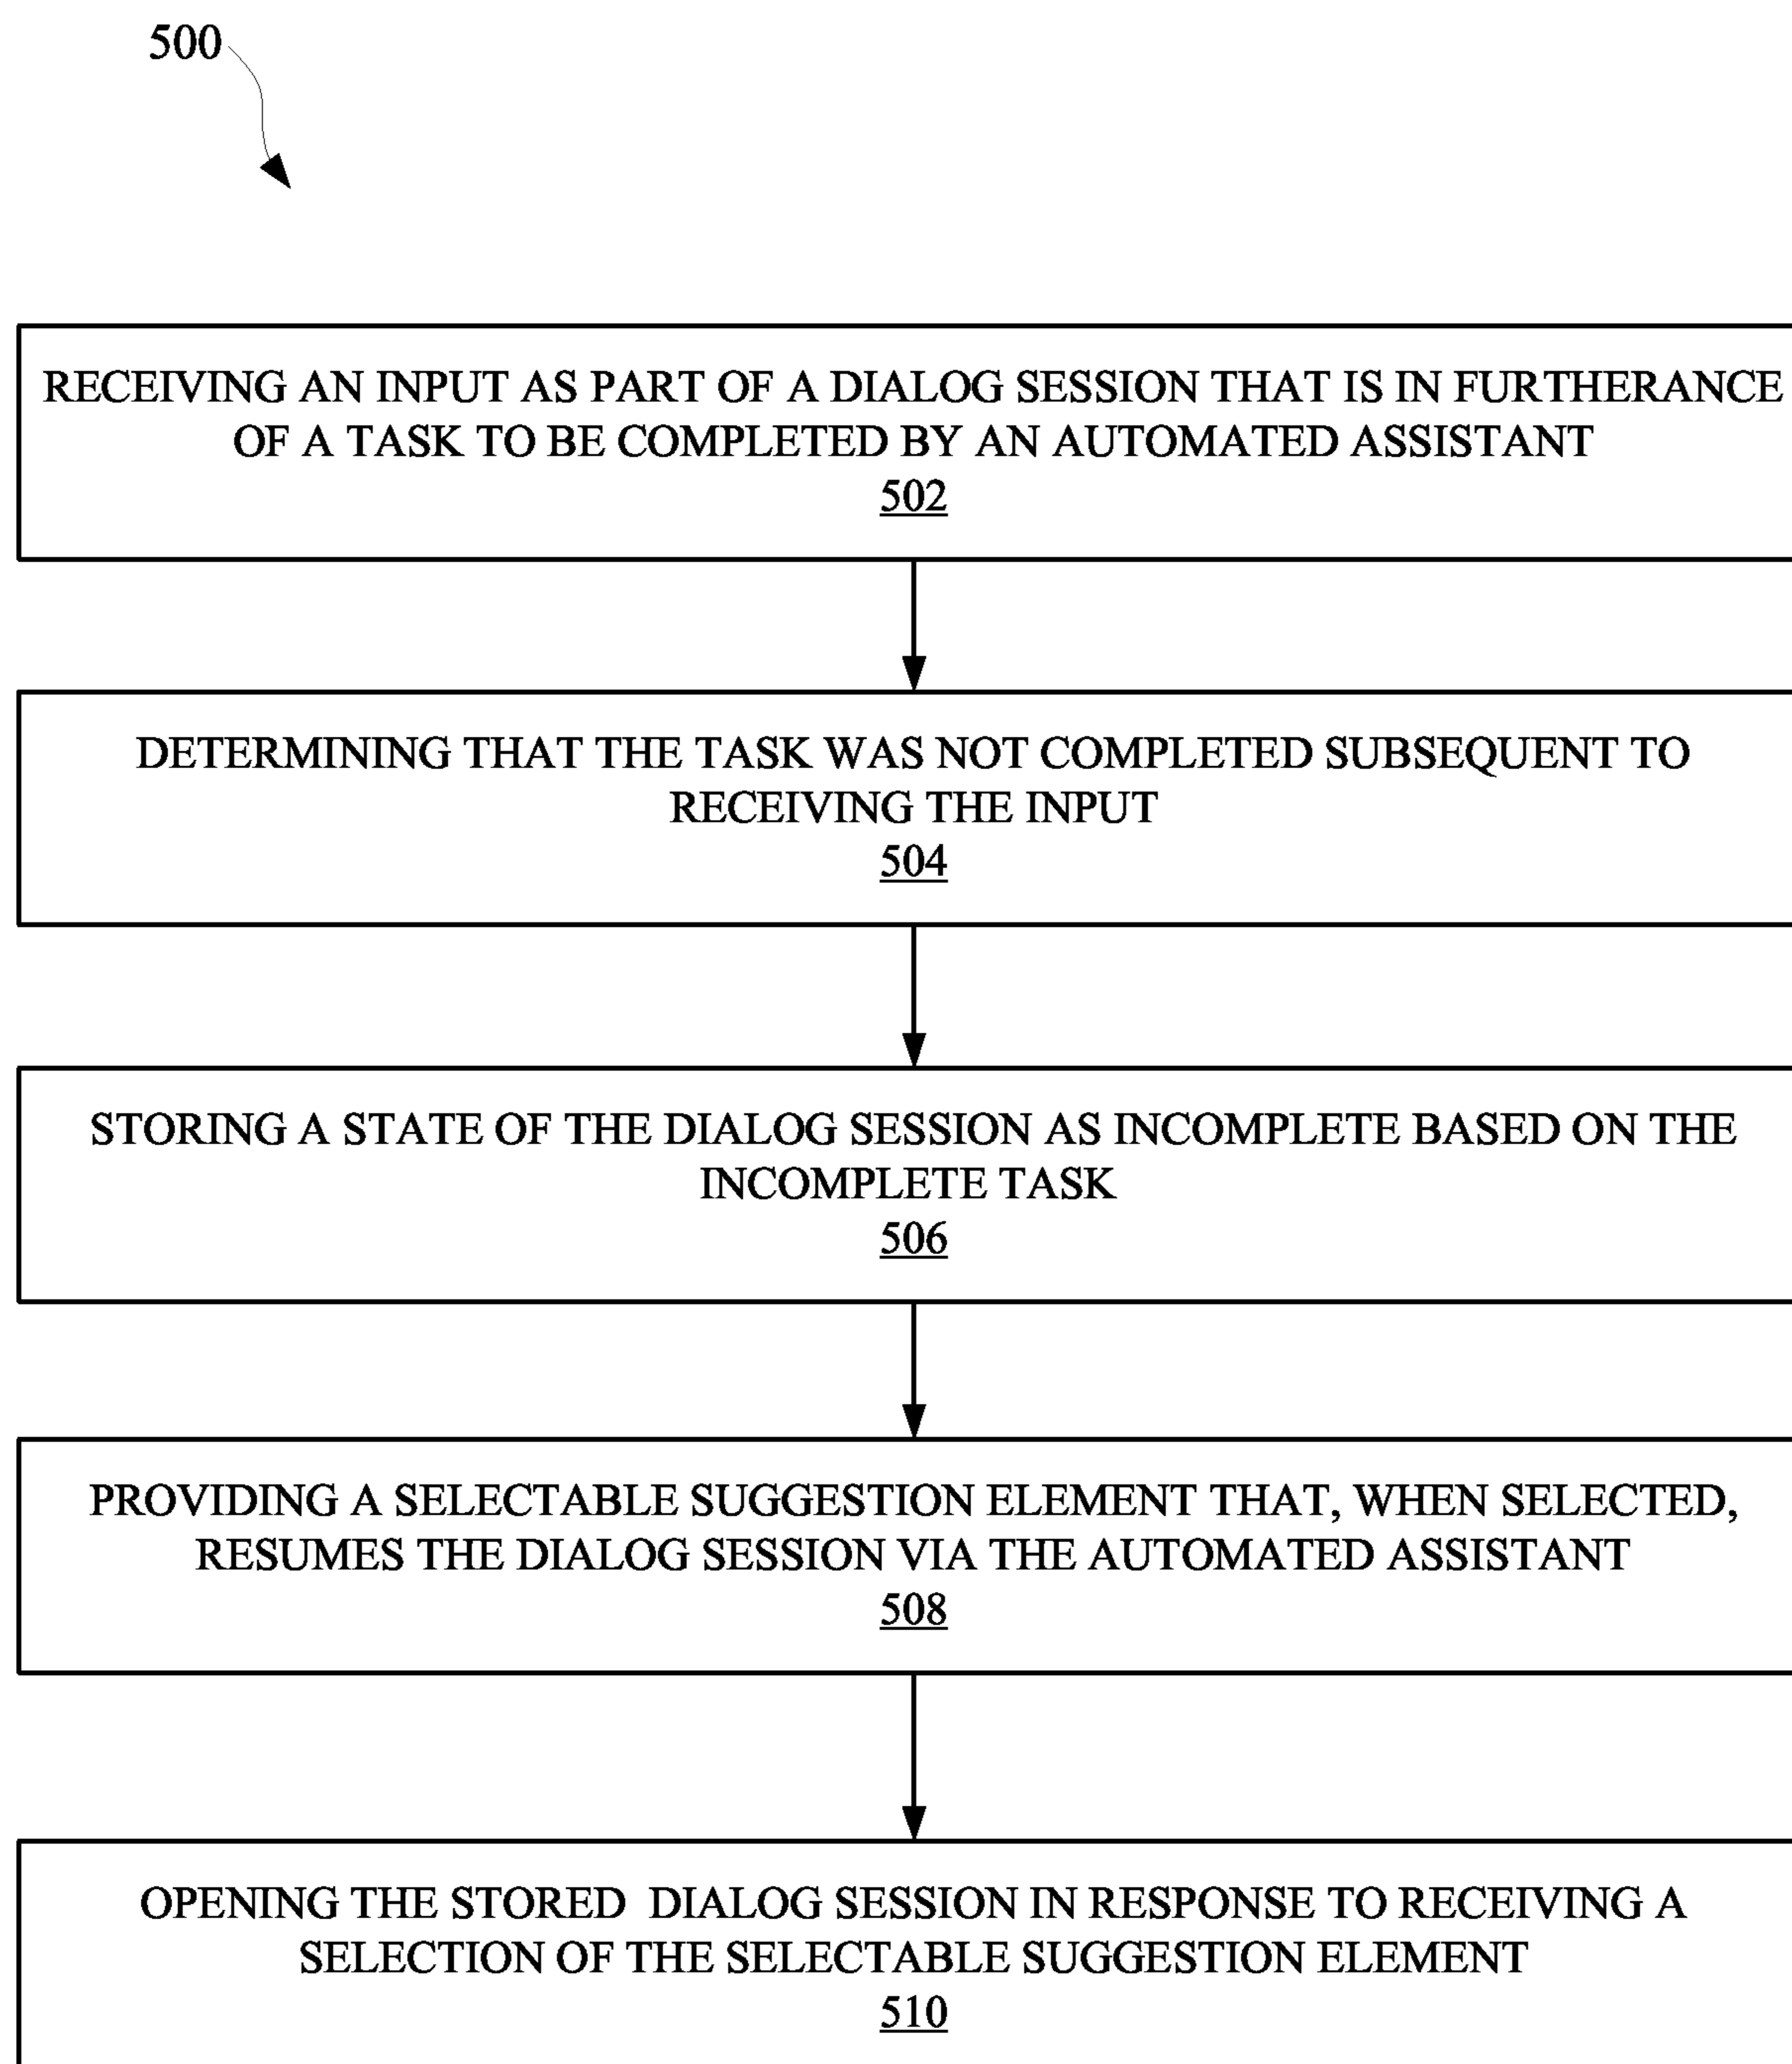 500
RECEIVING AN INPUT AS PART OF A DIALOG SESSION THAT IS IN FURTHERANCE
OF A TASK TO BE COMPLETED BY AN AUTOMATED ASSISTANT
502
DETERMINING THAT THE TASK WAS NOT COMPLETED SUBSEQUENT TO
RECEIVING THE INPUT
504
STORING A STATE OF THE DIALOG SESSION AS INCOMPLETE BASED ON THE
INCOMPLETE TASK
506
PROVIDING A SELECTABLE SUGGESTION ELEMENT THAT, WHEN SELECTED,
RESUMES THE DIALOG SESSION VIA THE AUTOMATED ASSISTANT
508
OPENING THE STORED DIALOG SESSION IN RESPONSE TO RECEIVING A
SELECTION OF THE SELECTABLE SUGGESTION ELEMENT
510